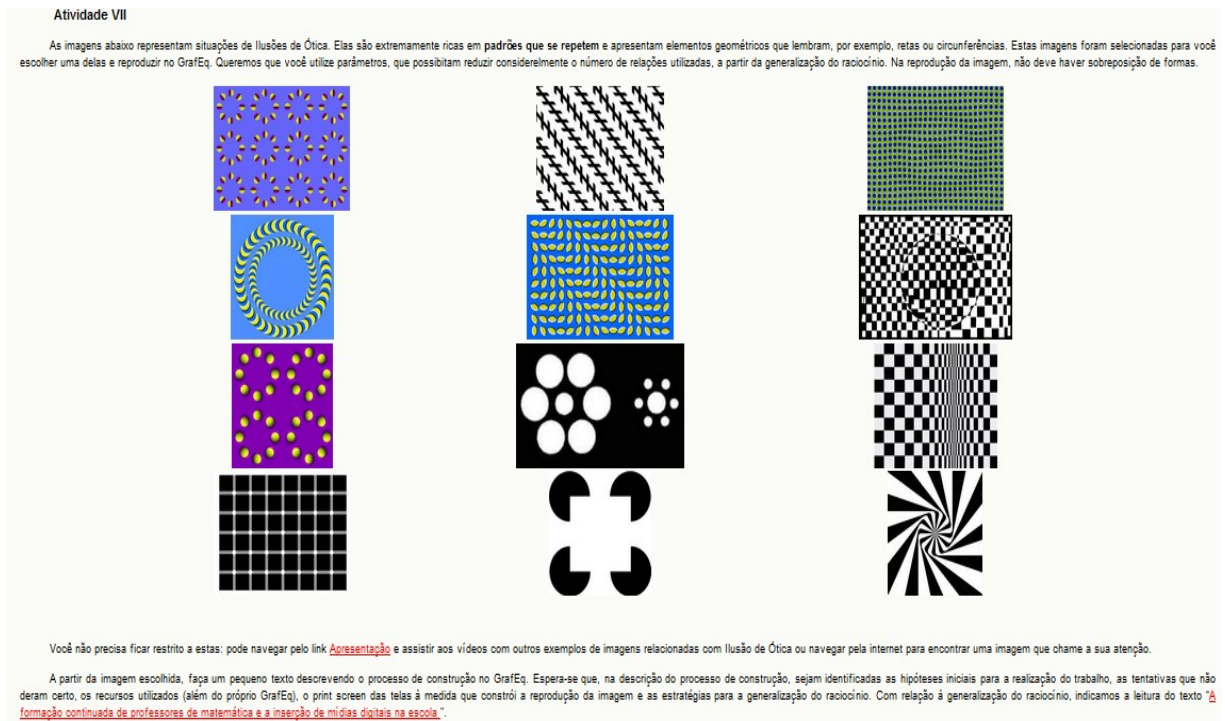 Atividade VII
As imagens abaixo representam situações de Ilusões de Ótica. Elas são extremamente ricas em padrões que se repetem e apresentam elementos geométricos que lembram, por exemplo, retas ou circunferências. Estas imagens foram selecionadas para você
escolher uma delas e reproduzir no GrafEq. Queremos que você utilize parâmetros, que possibitam reduzir considerelmente o número de relações utilizadas, a partir da generalização do raciocínio. Na reprodução da imagem, não deve haver sobreposição de formas.
Você não precisa ficar restrito a estas: pode navegar pelo link Apresentação e assistir aos vídeos com outros exemplos de imagens relacionadas com Ilusão de Ótica ou navegar pela internet para encontrar uma imagem que chame a sua atenção.
A partir da imagem escolhida, faça um pequeno texto descrevendo o processo de construção no GrafEq. Espera-se que, na descrição do processo de construção, sejam identificadas as hipóteses iniciais para a realização do trabalho, as tentativas que não
deram certo, os recursos utilizados (além do próprio GrafEq), o print screen das telas à medida que constrói a reprodução da imagem e as estratégias para a generalização do raciocínio. Com relação à generalização do raciocínio, indicamos a leitura do texto "A
formação continuada de professores de matemática e a inserção de mídias digitais na escola ".